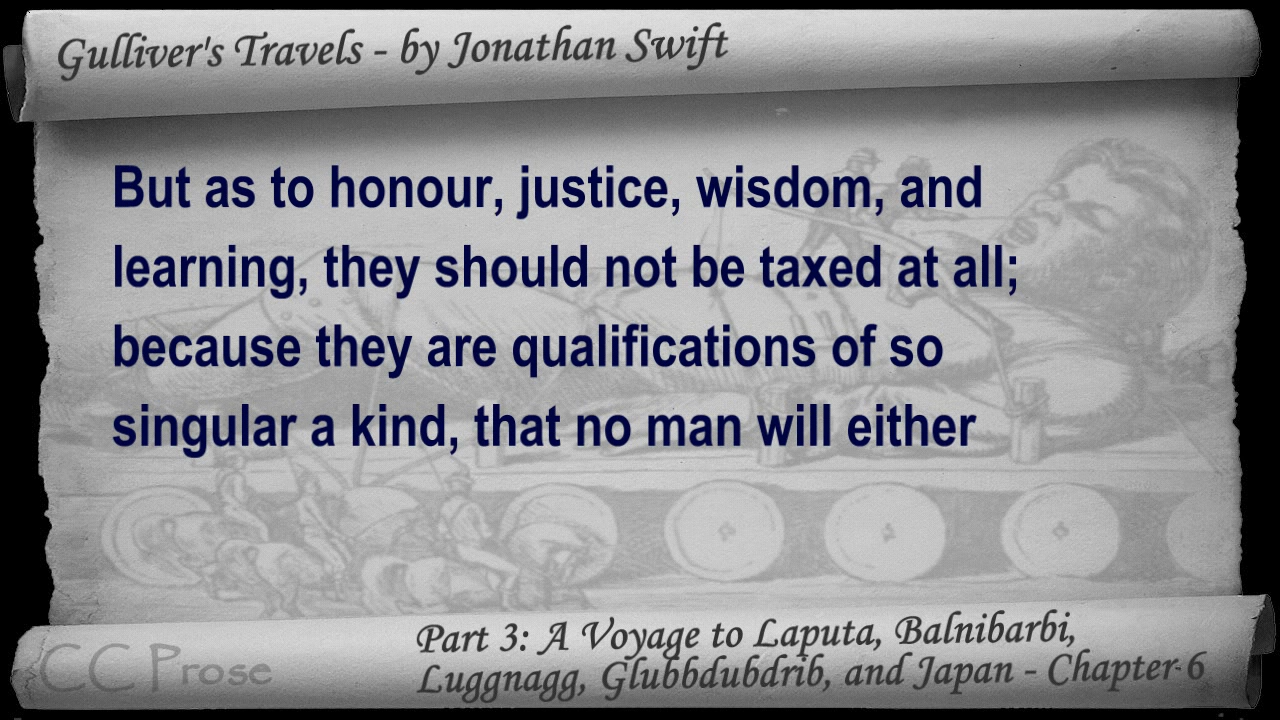 Gulliver's Travels - by Jonathan Swift
But as to honour, justice, wisdom, and
learning, they should not be taxed at all;
because they are qualifications of so
singular a kind, that no man will either
Part 3: A Voyage to Laputa, Balnibarbi,
Luggnagg, Glubbdubdrib, and Japan - Chapter 6
CC Prose